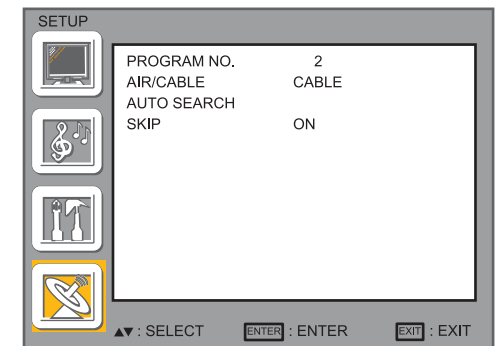 SETUP
PROGRAM NO. 2
AIR/CABLE CABLE
AUTO SEARCH
SKIP ON
▲▼ : SELECT ENTER : ENTER EXIT : EXIT